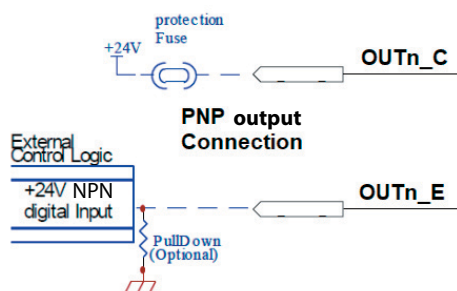 protection
Fuse
+24V
OUTn_C
PNP output
Connection
External
Control Logic
+24V NPN
digital Input
OUTn_E
PullDown
(Optional)